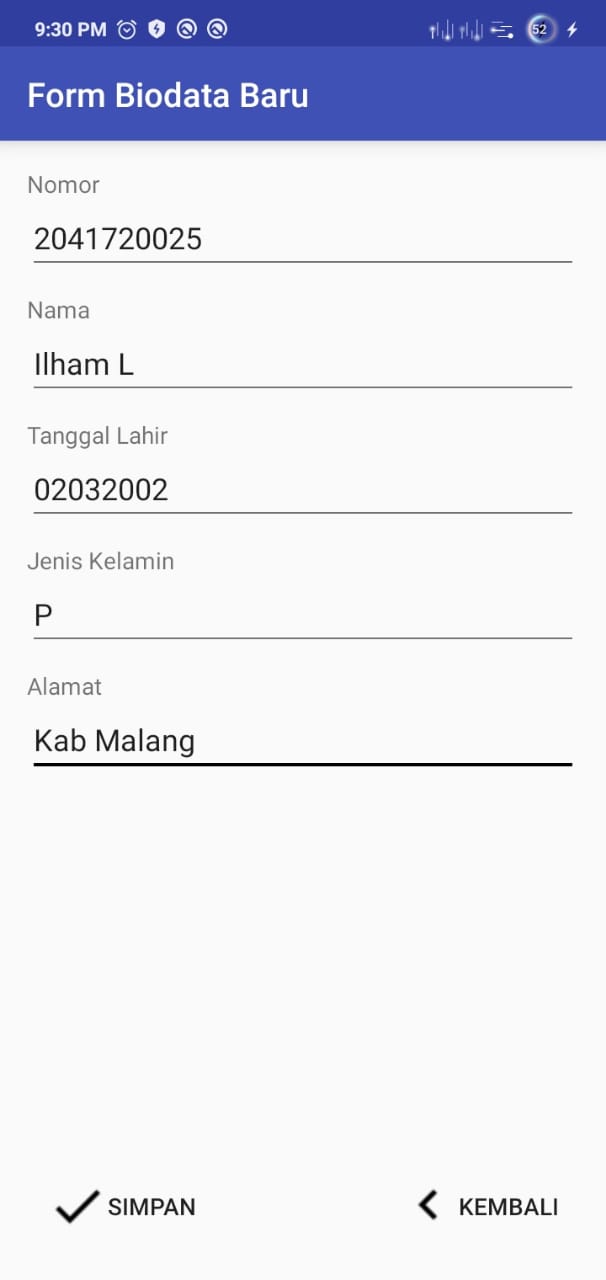 9:30 PM 52
Form Biodata Baru
Nomor
2041720025
Nama
Ilham L
Tanggal Lahir
02032002
Jenis Kelamin
P
Alamat
Kab Malang
SIMPAN KEMBALI